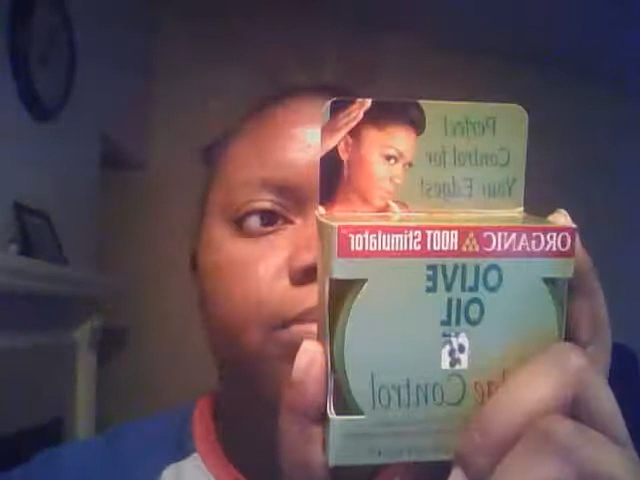 Perfect
Control for
Your Edges!
ORGANIC ROOT Stimulator
OLIVE
OIL
Control